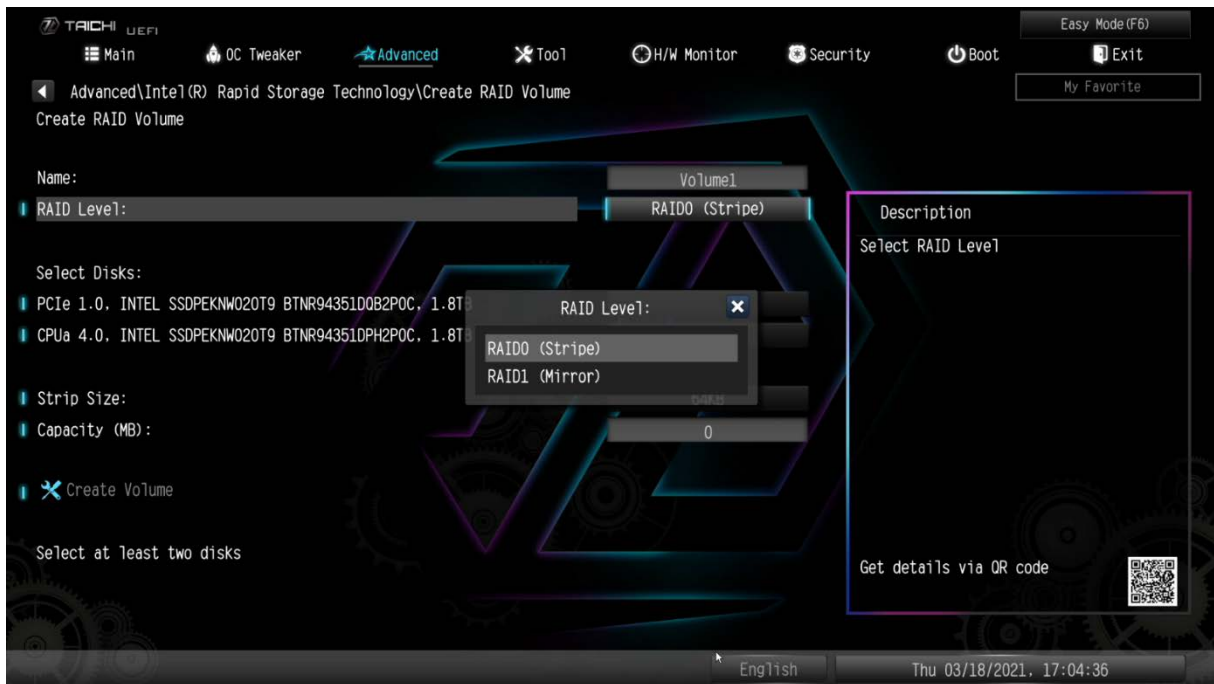 TAICHI UEFI
Easy Mode(F6)
Main OC Tweaker Advanced Tool H/W Monitor Security Boot Exit
Advanced\Intel(R) Rapid Storage Technology\Create RAID Volume
My Favorite
Create RAID Volume
Name: Volume1
RAID Level: RAID0 (Stripe)
Description
Select RAID Level
Select Disks:
PCIe 1.0, INTEL SSDPEKNW020T9 BTNR94351D0B2P0C, 1.8TB
CPUa 4.0, INTEL SSDPEKNW020T9 BTNR94351DPH2P0C, 1.8TB
RAID Level:
RAID0 (Stripe)
RAID1 (Mirror)
Strip Size: 64KB
Capacity (MB): 0
Create Volume
Select at least two disks
Get details via QR code
English
Thu 03/18/2021, 17:04:36